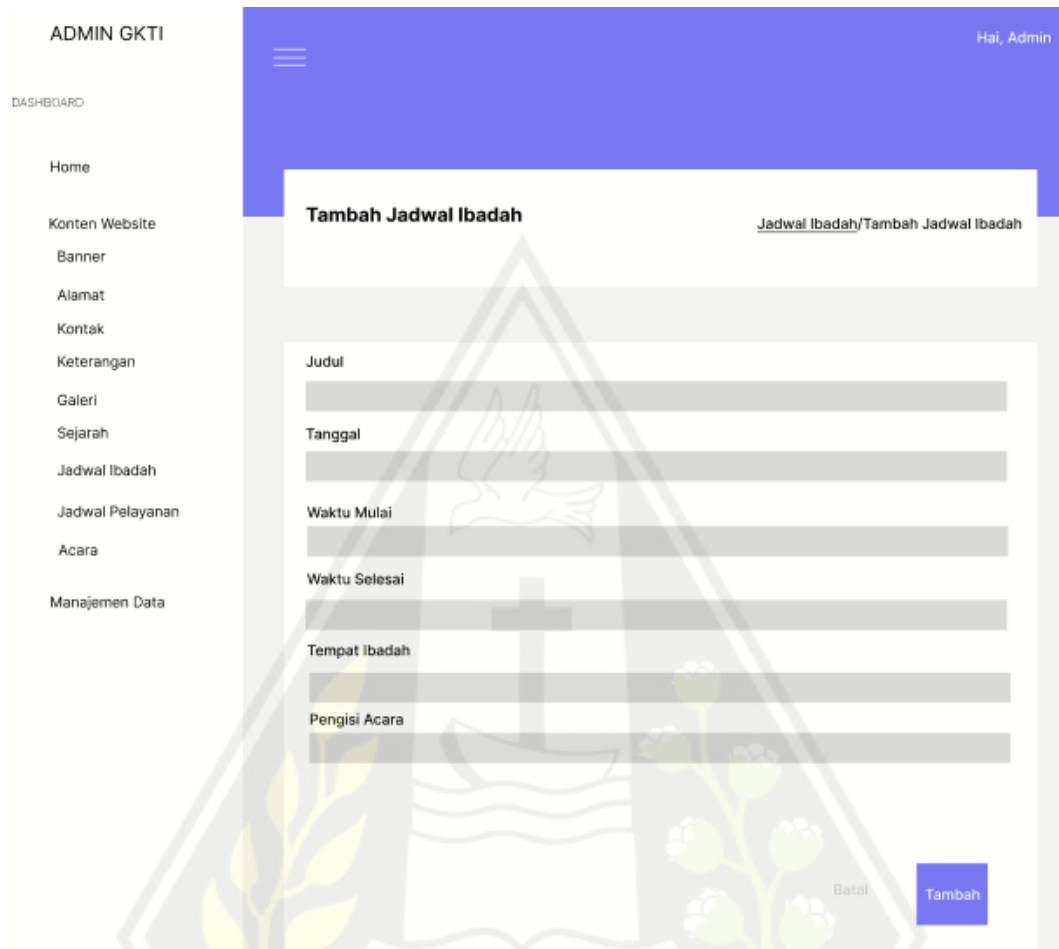 ADMIN GKTI
Hai, Admin
DASHBOARD
Home
Konten Website
Banner
Alamat
Kontak
Keterangan
Galeri
Sejarah
Jadwal Ibadah
Jadwal Pelayanan
Acara
Manajemen Data
Tambah Jadwal Ibadah
Jadwal Ibadah/Tambah Jadwal Ibadah
Judul
Tanggal
Waktu Mulai
Waktu Selesai
Tempat Ibadah
Pengisi Acara
Batal
Tambah